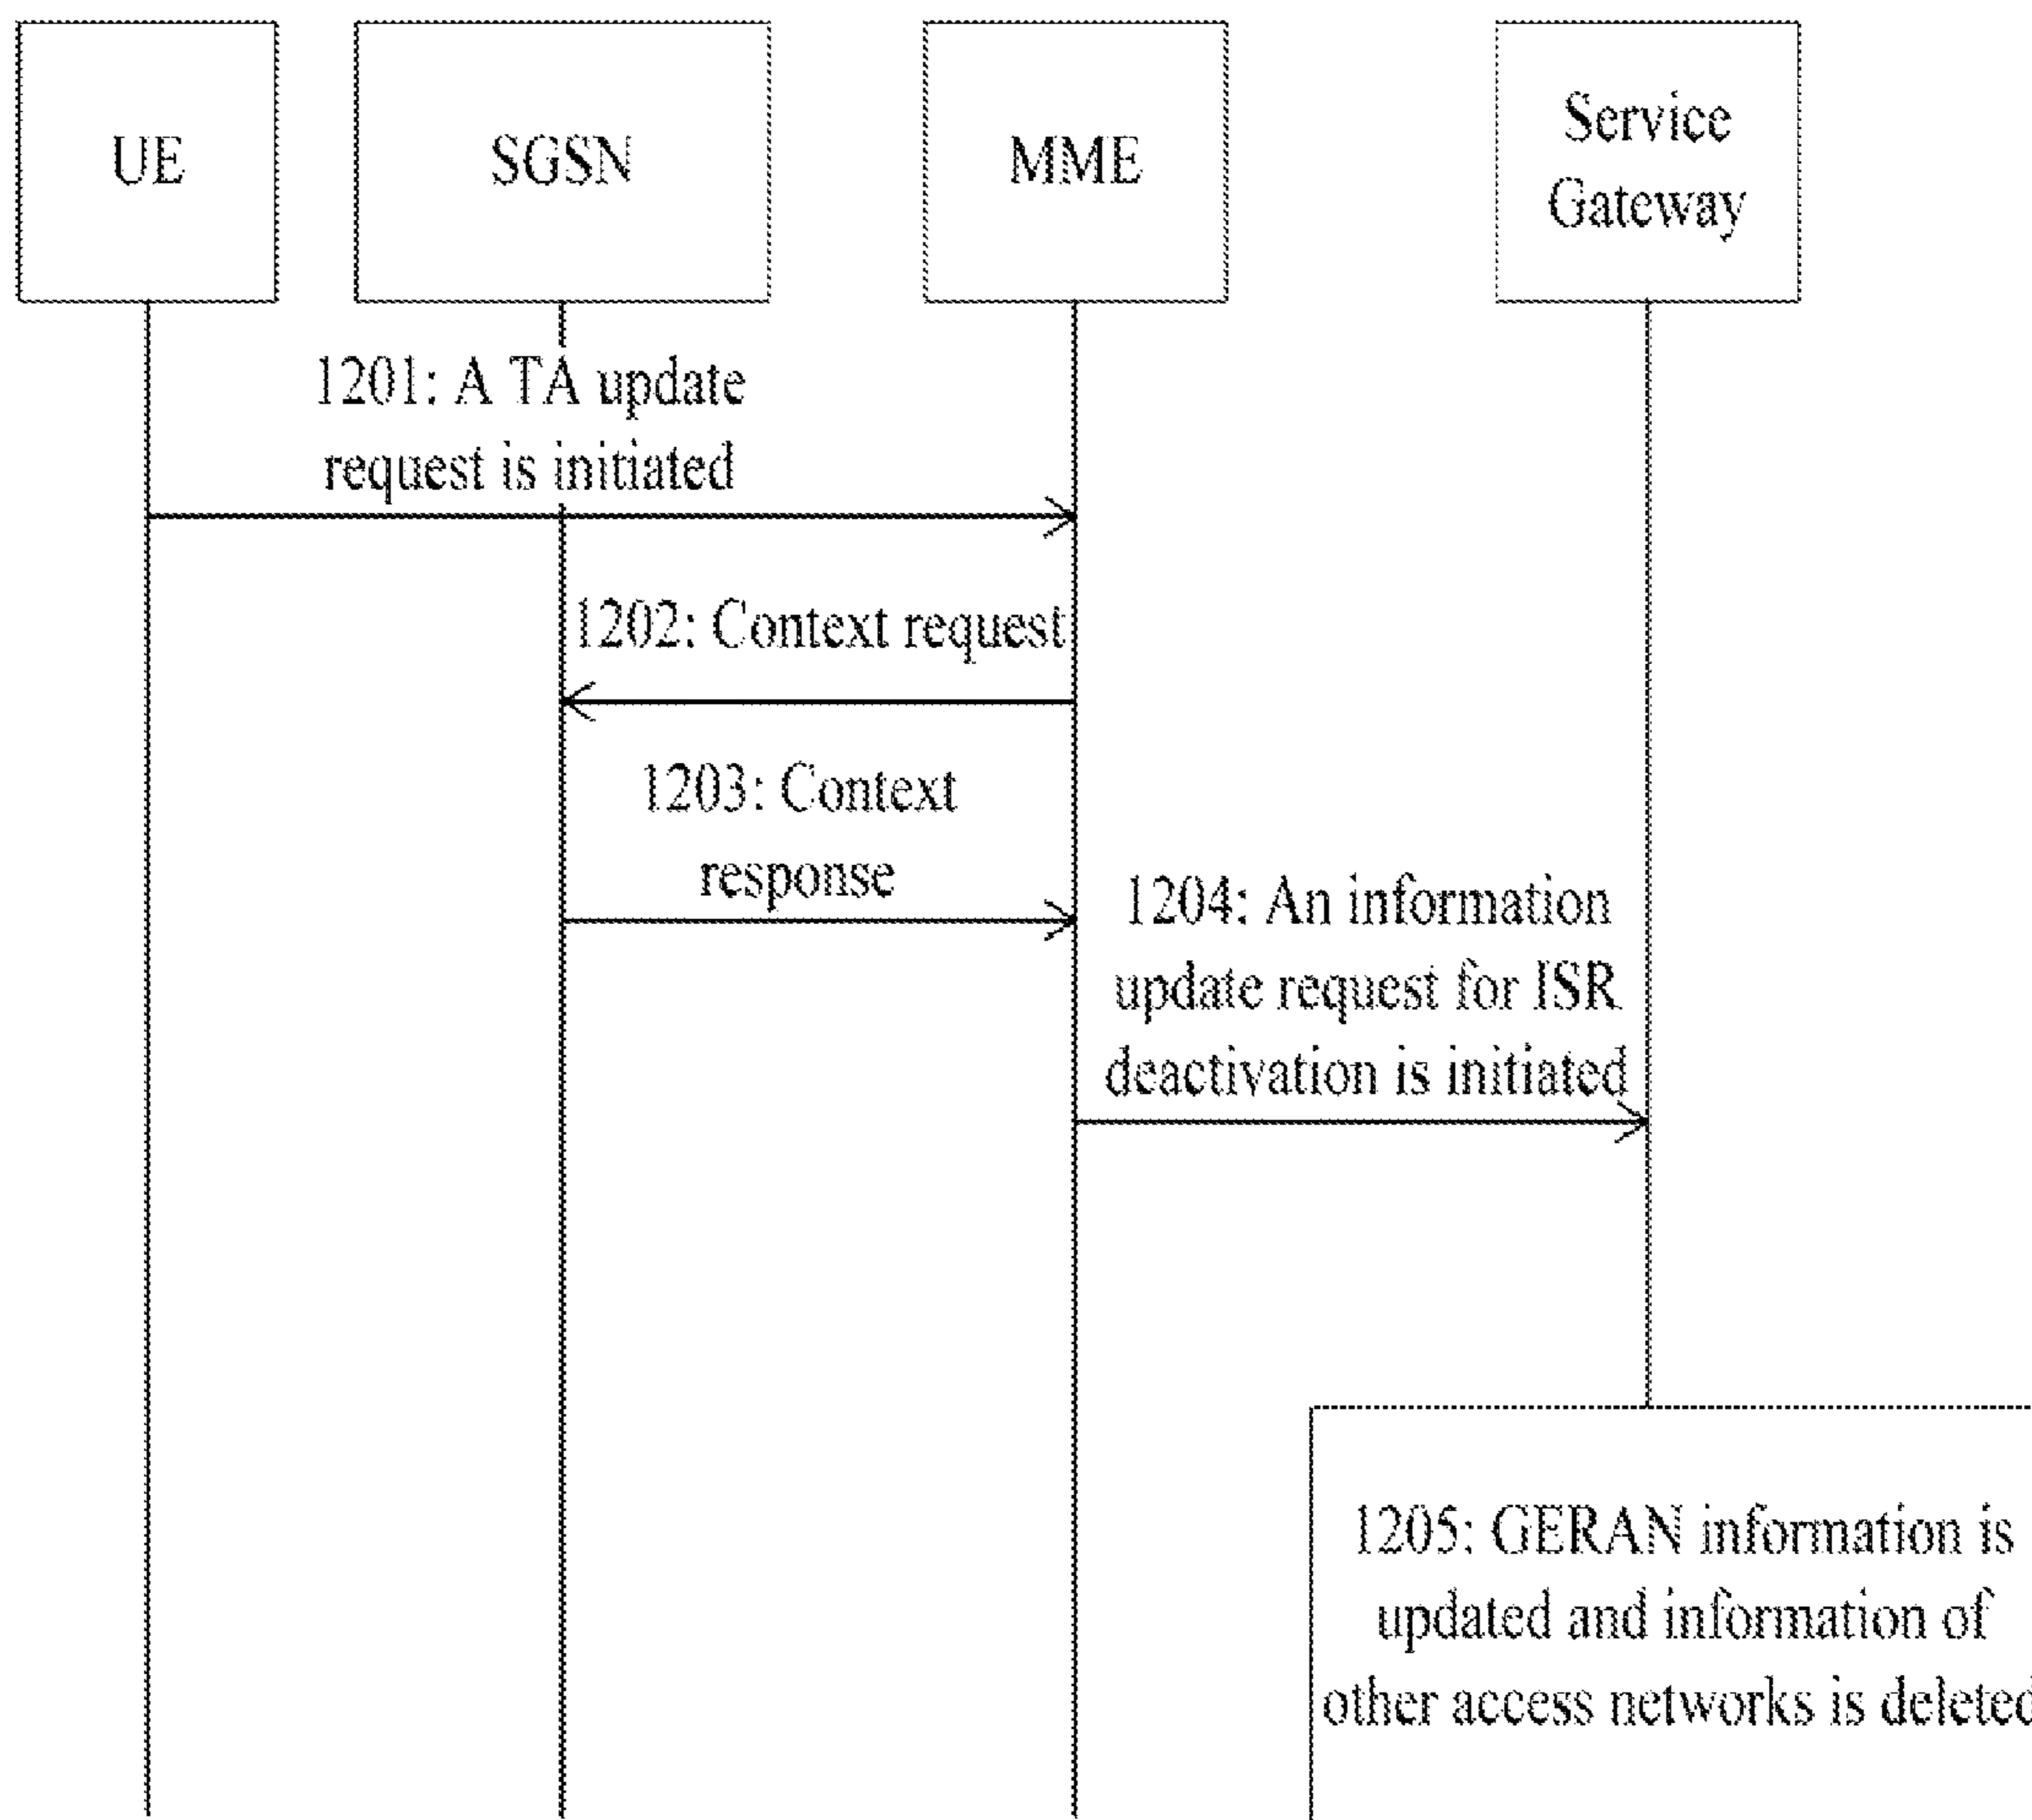 UE
SGSN
MME
Service
Gateway
1201: A TA update
request is initiated
1202: Context request
1203: Context
response
1204: An information
update request for ISR
deactivation is initiated
1205: GERAN information is
updated and information of
other access networks is deleted